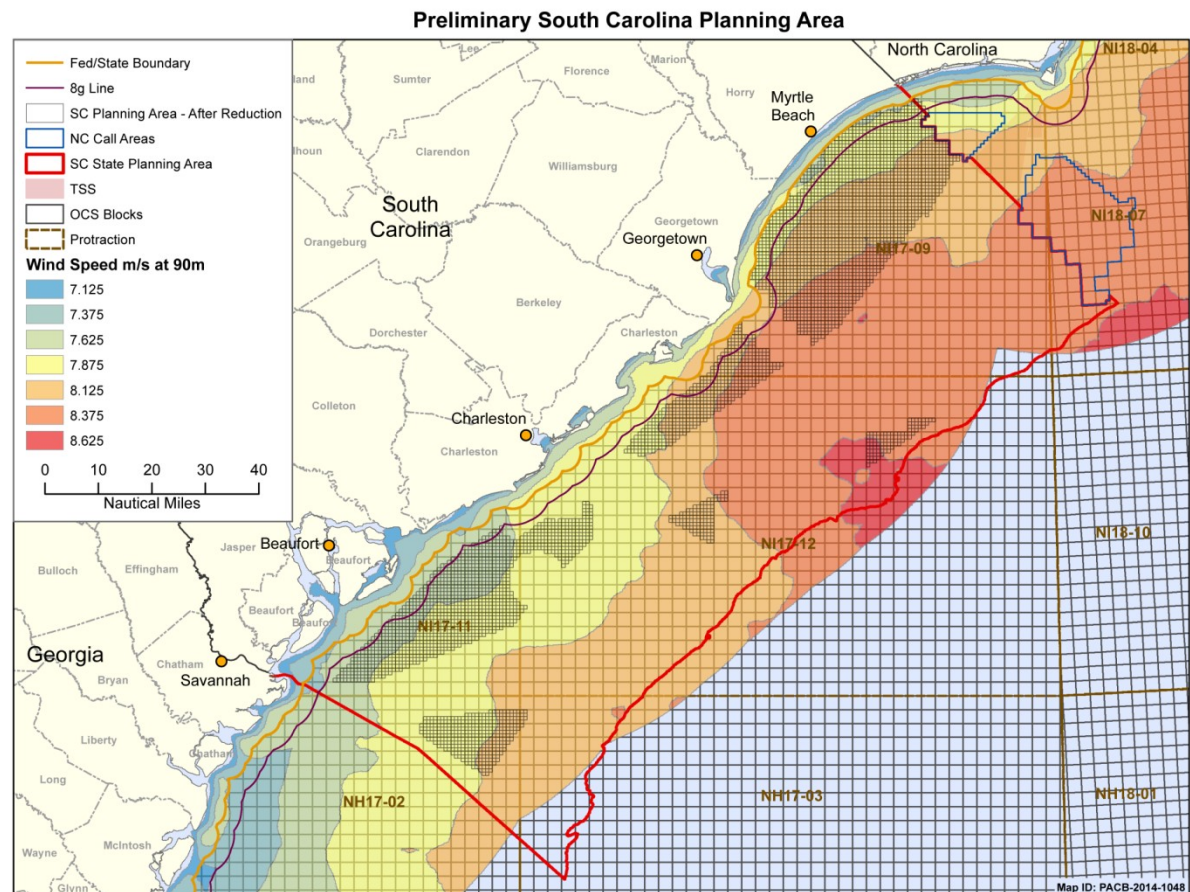 Preliminary South Carolina Planning Area
Fed/State Boundary
8g Line
SC Planning Area - After Reduction
NC Call Areas
SC State Planning Area
TSS
OCS Blocks
Protraction
Wind Speed m/s at 90m
7.125
7.375
7.625
7.875
8.125
8.375
8.625
0 10 20 30 40
Nautical Miles
Lee
Sumter
Florence
Marion
Horry
North Carolina
NI18-04
land
Myrtle
Beach
lhoun
Clarendon
Williamsburg
South
Carolina
Georgetown
Georgetown
NI18-07
Orangeburg
NI17-09
Berkeley
Dorchester
Charleston
Colleton
Charleston
Charleston
Beaufort
Jasper
Beaufort
Effingham
Bulloch
NI17-12
NI18-10
Beaufort
Beaufor
NI17-11
Georgia
Chatham
Savannah
Bryan
Liberty
Chatham
Long
NH17-02
NH17-03
NH18-01
Wayne
McIntosh
Glynn
Map ID: PACB-2014-1048